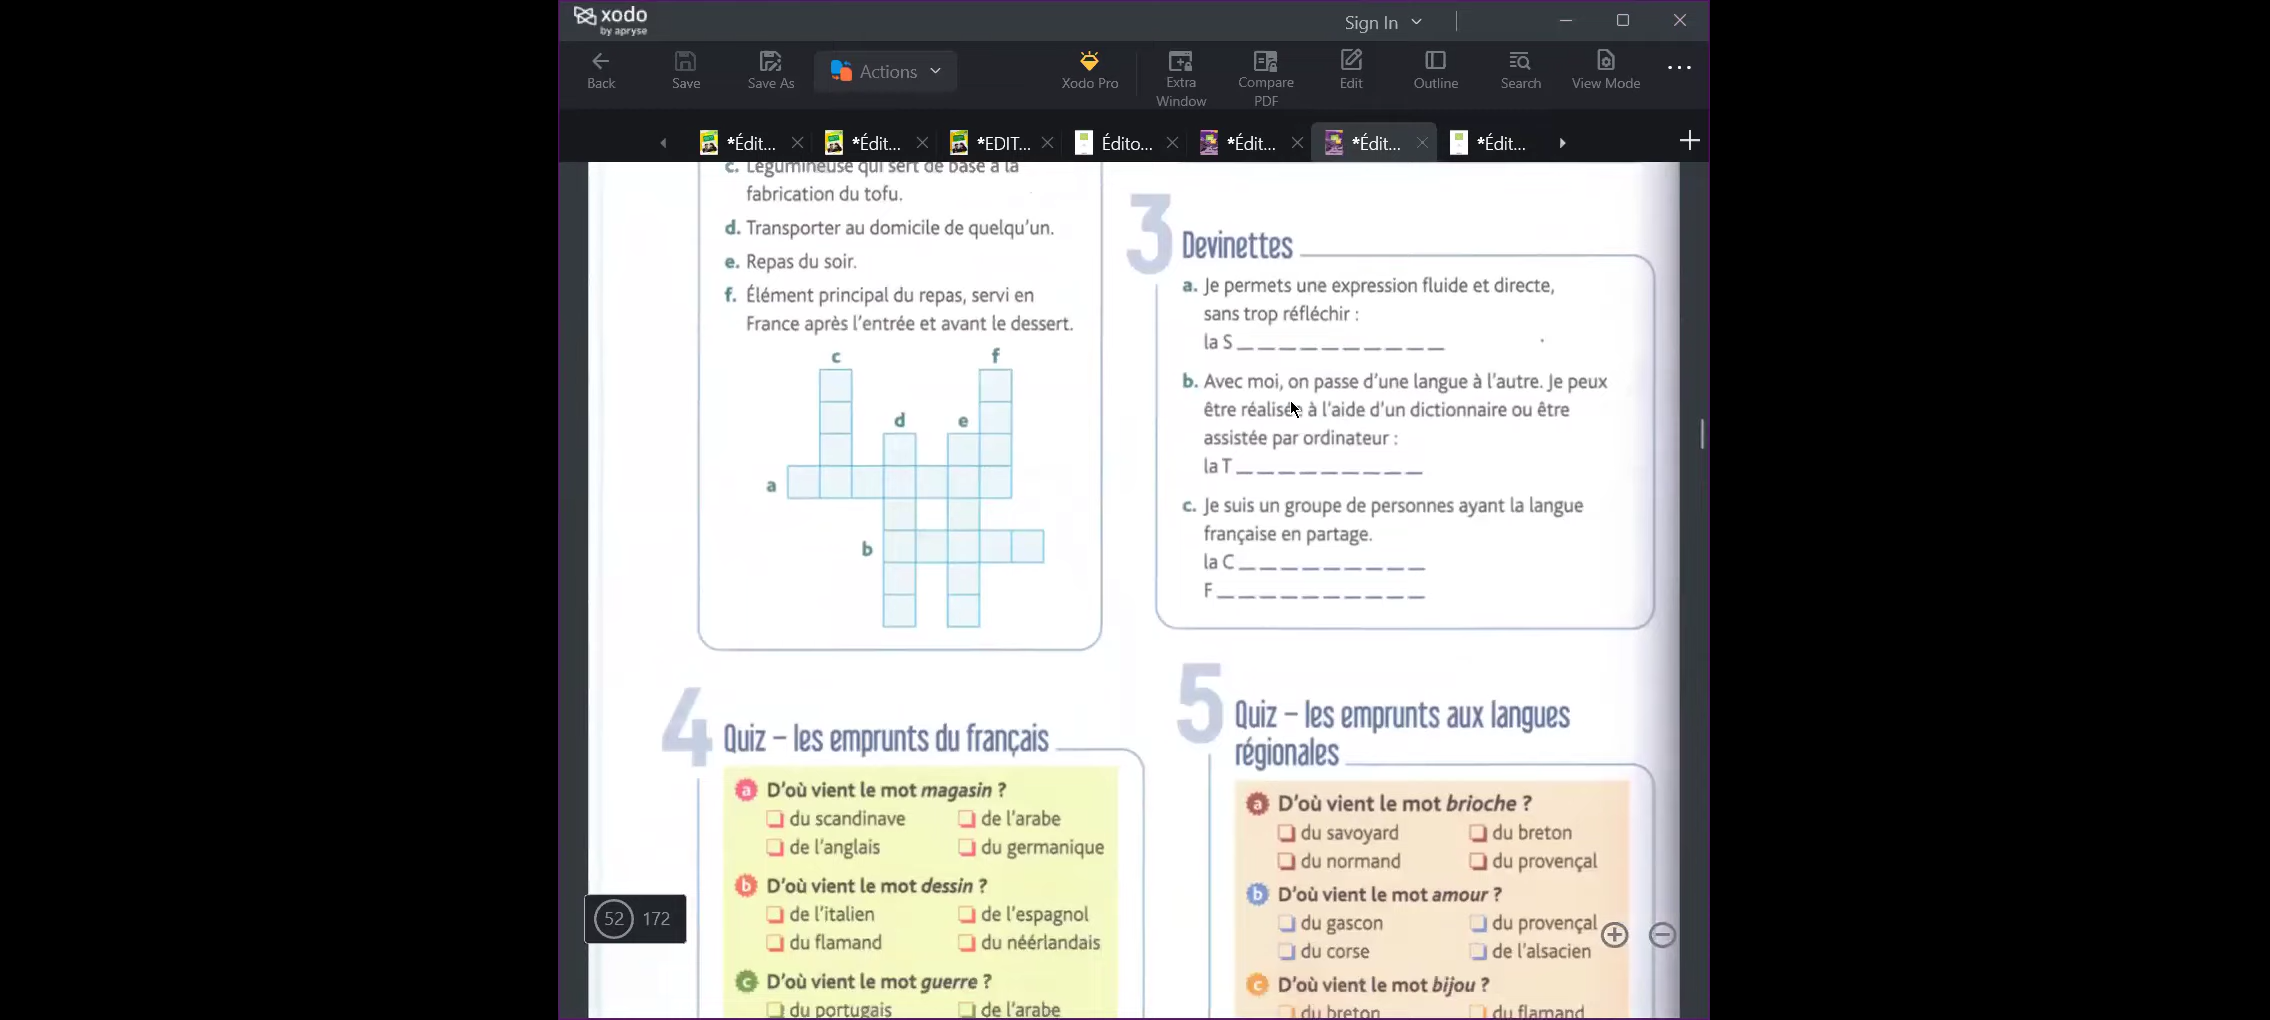 xodo
by apryse
Sign In
Back
Save
Save As
Actions
Xodo Pro
Extra Window
Compare PDF
Edit
Outline
Search
View Mode
*Édit...
*Édit...
*EDIT...
Édito...
*Édit...
*Édit...
*Édit...
c. Légumineuse qui sert de base à la
fabrication du tofu.
d. Transporter au domicile de quelqu'un.
e. Repas du soir.
f. Élément principal du repas, servi en
France après l'entrée et avant le dessert.
c
f
d
e
a
b
3
Devinettes
a. Je permets une expression fluide et directe,
sans trop réfléchir :
la S _ _ _ _ _ _ _ _ _ _
b. Avec moi, on passe d'une langue à l'autre. Je peux
être réalisée à l'aide d'un dictionnaire ou être
assistée par ordinateur :
la T _ _ _ _ _ _ _ _ _
c. Je suis un groupe de personnes ayant la langue
française en partage.
la C _ _ _ _ _ _ _ _ _
F _ _ _ _ _ _ _ _ _ _
4
Quiz – les emprunts du français
a D'où vient le mot magasin ?
du scandinave
de l'arabe
de l'anglais
du germanique
b D'où vient le mot dessin ?
de l'italien
de l'espagnol
du flamand
du néérlandais
c D'où vient le mot guerre ?
du portugais
de l'arabe
5
Quiz – les emprunts aux langues
régionales
a D'où vient le mot brioche ?
du savoyard
du breton
du normand
du provençal
b D'où vient le mot amour ?
du gascon
du provençal
du corse
de l'alsacien
c D'où vient le mot bijou ?
du breton
du flamand
52 172